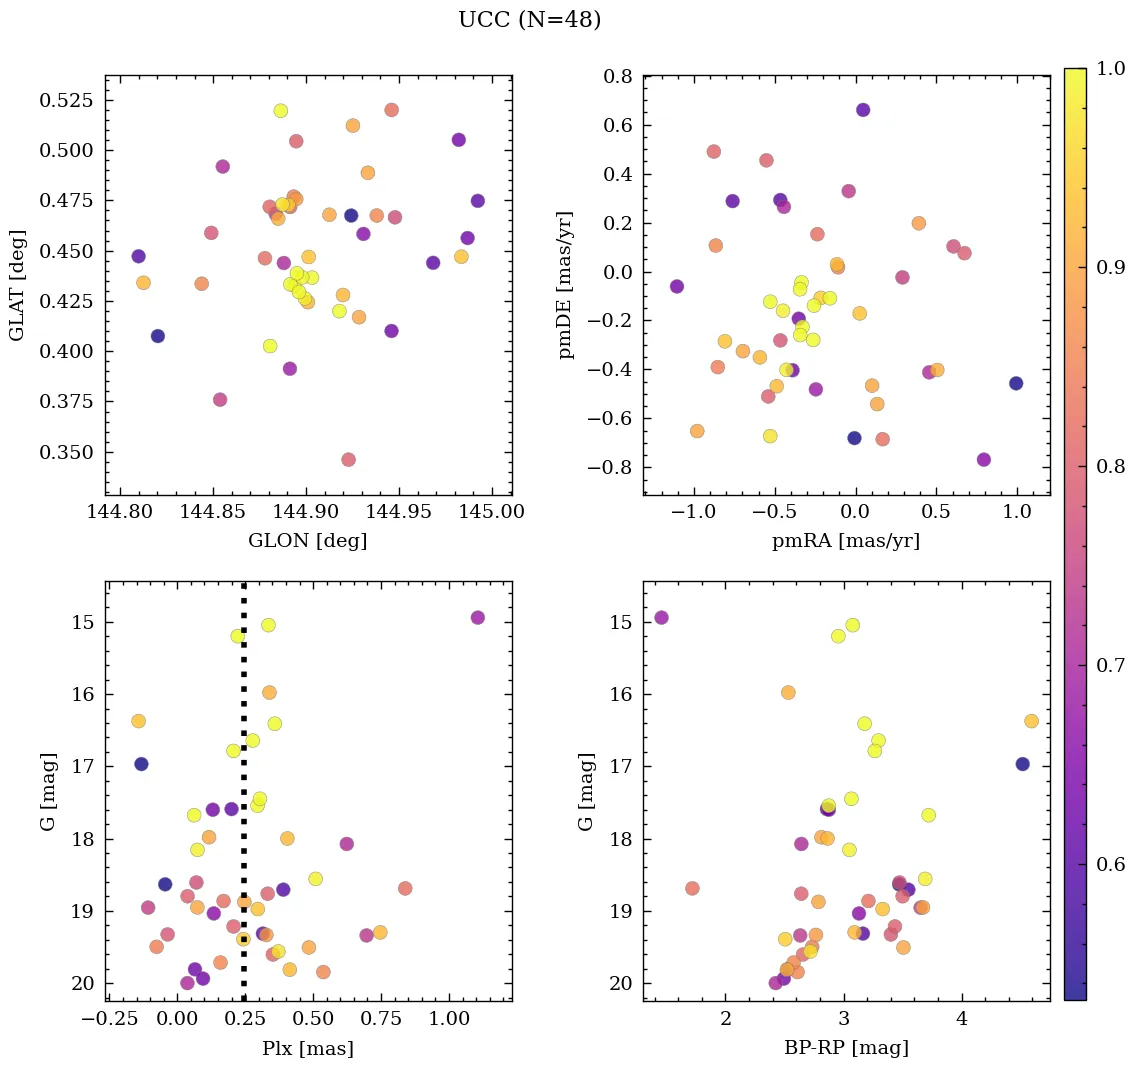 UCC (N=48)
0.525
0.500
0.475
0.450
0.425
0.400
0.375
0.350
GLAT [deg]
144.80 144.85 144.90 144.95 145.00
GLON [deg]
0.8
0.6
0.4
0.2
0.0
−0.2
−0.4
−0.6
−0.8
pmDE [mas/yr]
−1.0 −0.5 0.0 0.5 1.0
pmRA [mas/yr]
1.0
0.9
0.8
0.7
0.6
15
16
17
18
19
20
G [mag]
−0.25 0.00 0.25 0.50 0.75 1.00
Plx [mas]
15
16
17
18
19
20
G [mag]
2 3 4
BP-RP [mag]